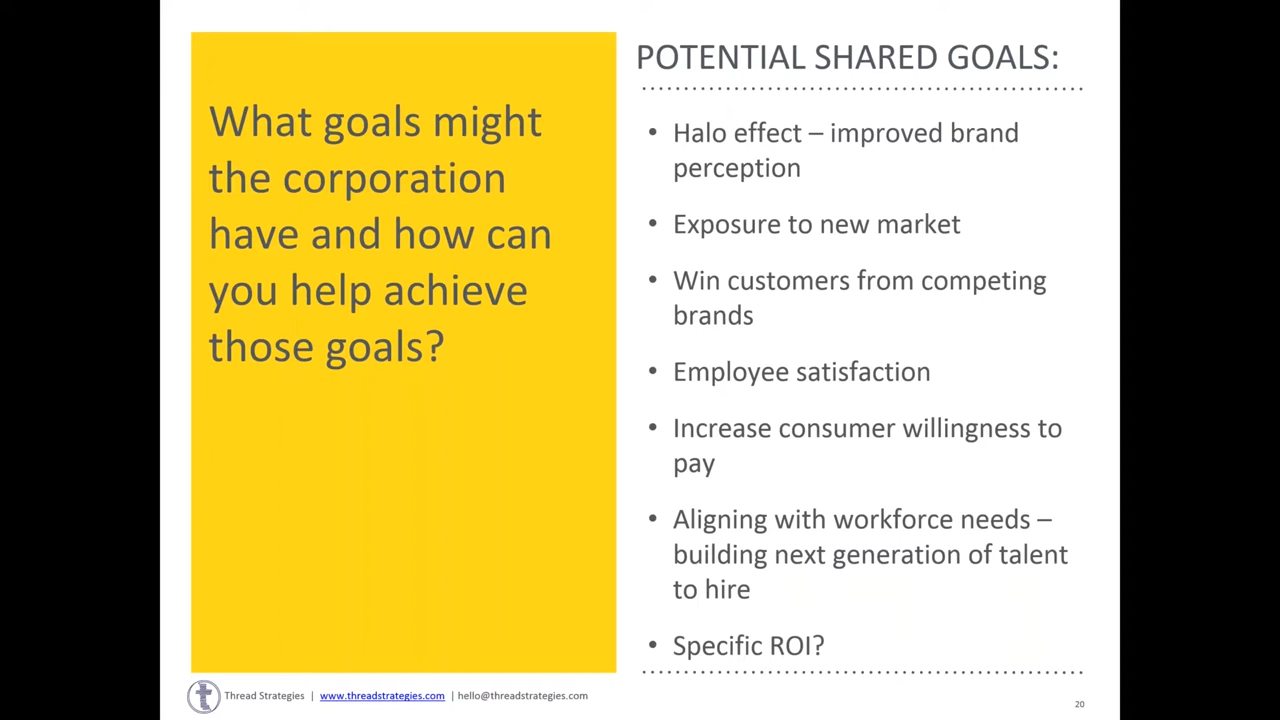 What goals might
the corporation
have and how can
you help achieve
those goals?
POTENTIAL SHARED GOALS:
• Halo effect – improved brand
perception
• Exposure to new market
• Win customers from competing
brands
• Employee satisfaction
• Increase consumer willingness to
pay
• Aligning with workforce needs –
building next generation of talent
to hire
• Specific ROI?
t
Thread Strategies | www.threadstrategies.com | hello@threadstrategies.com
20